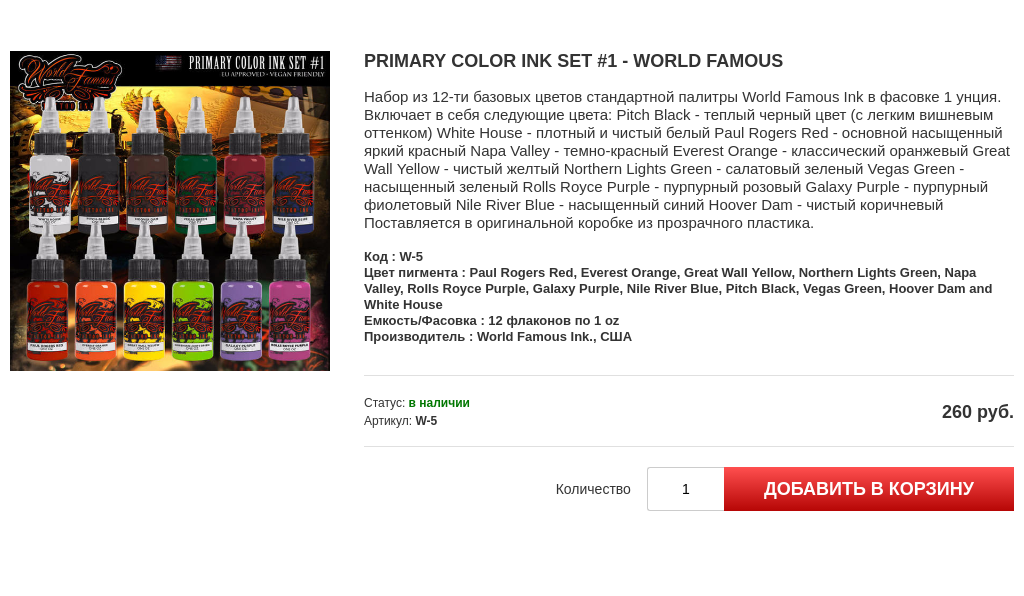 World Famous
PRIMARY COLOR INK SET #1
EU APPROVED - VEGAN FRIENDLY
PRIMARY COLOR INK SET #1 - WORLD FAMOUS
Набор из 12-ти базовых цветов стандартной палитры World Famous Ink в фасовке 1 унция.
Включает в себя следующие цвета: Pitch Black - теплый черный цвет (с легким вишневым
оттенком) White House - плотный и чистый белый Paul Rogers Red - основной насыщенный
яркий красный Napa Valley - темно-красный Everest Orange - классический оранжевый Great
Wall Yellow - чистый желтый Northern Lights Green - салатовый зеленый Vegas Green -
насыщенный зеленый Rolls Royce Purple - пурпурный розовый Galaxy Purple - пурпурный
фиолетовый Nile River Blue - насыщенный синий Hoover Dam - чистый коричневый
Поставляется в оригинальной коробке из прозрачного пластика.
Код : W-5
Цвет пигмента : Paul Rogers Red, Everest Orange, Great Wall Yellow, Northern Lights Green, Napa
Valley, Rolls Royce Purple, Galaxy Purple, Nile River Blue, Pitch Black, Vegas Green, Hoover Dam and
White House
Емкость/Фасовка : 12 флаконов по 1 oz
Производитель : World Famous Ink., США
Статус: в наличии
Артикул: W-5
260 руб.
Количество
1
ДОБАВИТЬ В КОРЗИНУ